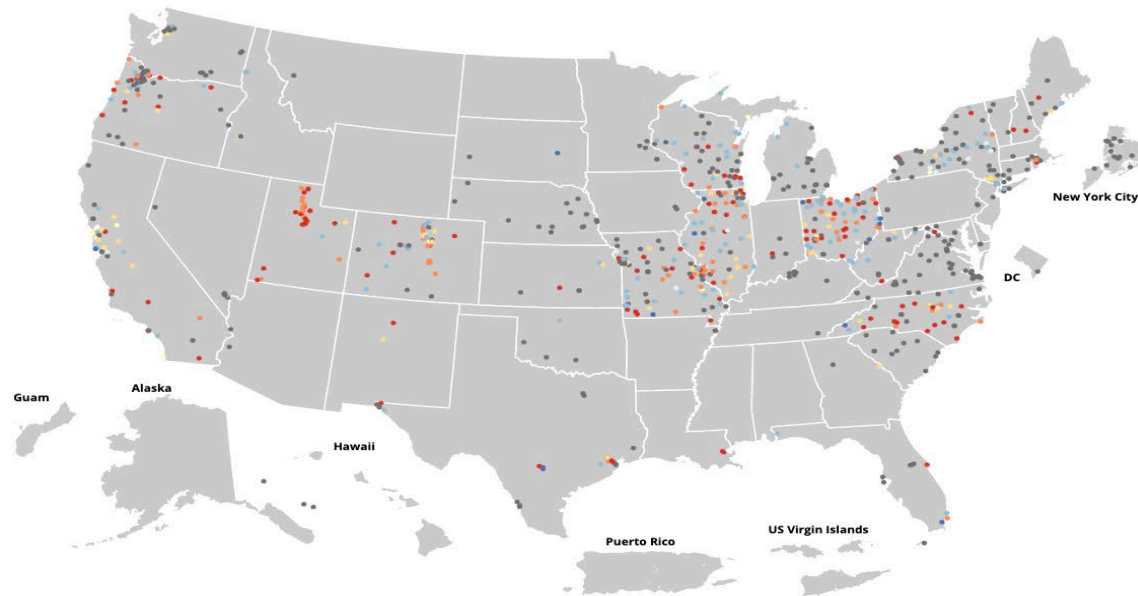 New York City
DC
Alaska
Guam
Hawaii
US Virgin Islands
Puerto Rico